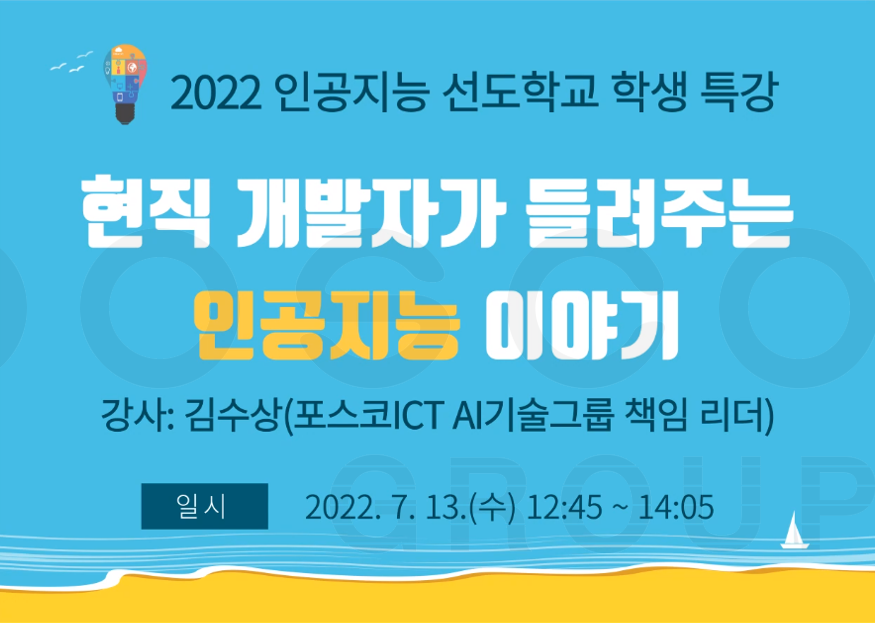 2022 인공지능 선도학교 학생 특강
현직 개발자가 들려주는
인공지능 이야기
강사: 김수상(포스코ICT AI기술그룹 책임 리더)
일시 2022. 7. 13.(수) 12:45 ~ 14:05
GROUP